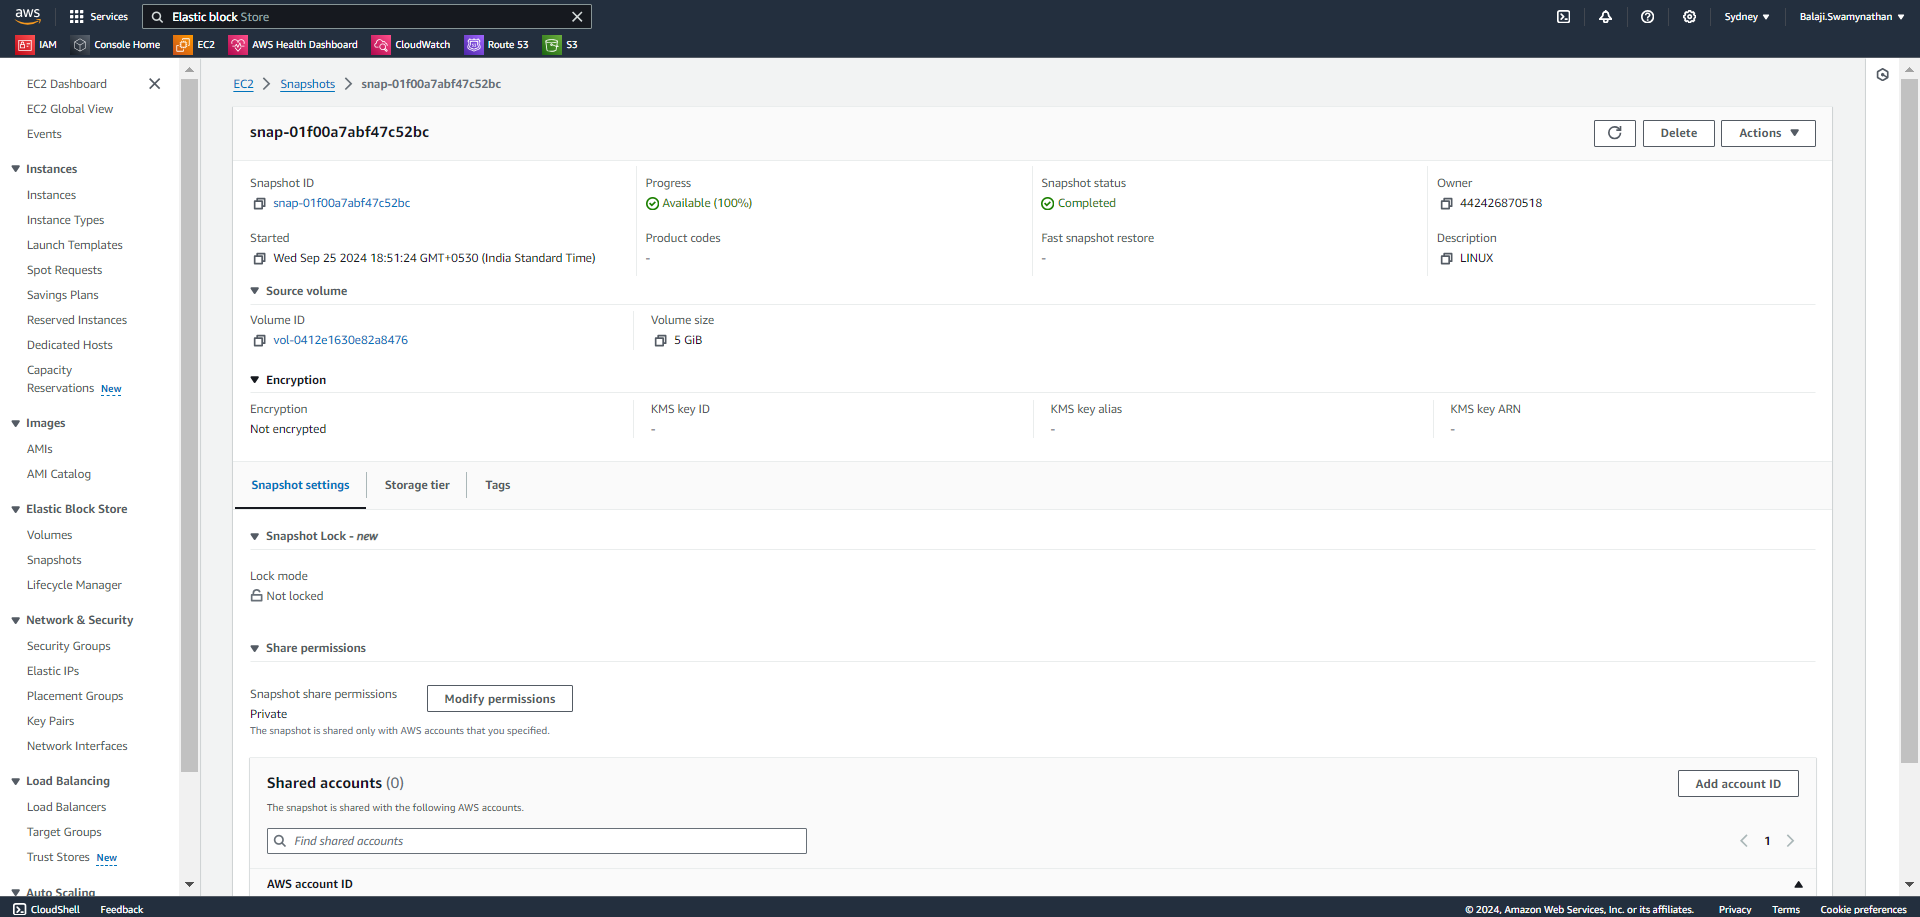 aws
Services
Elastic block Store
Sydney
Balaji.Swamynathan
IAM
Console Home
EC2
AWS Health Dashboard
CloudWatch
Route 53
S3
EC2 Dashboard
EC2 Global View
Events
Instances
Instances
Instance Types
Launch Templates
Spot Requests
Savings Plans
Reserved Instances
Dedicated Hosts
Capacity
Reservations New
Images
AMIs
AMI Catalog
Elastic Block Store
Volumes
Snapshots
Lifecycle Manager
Network & Security
Security Groups
Elastic IPs
Placement Groups
Key Pairs
Network Interfaces
Load Balancing
Load Balancers
Target Groups
Trust Stores New
Auto Scaling
EC2 > Snapshots > snap-01f00a7abf47c52bc
snap-01f00a7abf47c52bc
Delete
Actions
Snapshot ID
snap-01f00a7abf47c52bc
Progress
Available (100%)
Snapshot status
Completed
Owner
442426870518
Started
Wed Sep 25 2024 18:51:24 GMT+0530 (India Standard Time)
Product codes
-
Fast snapshot restore
-
Description
LINUX
Source volume
Volume ID
vol-0412e1630e82a8476
Volume size
5 GiB
Encryption
Encryption
Not encrypted
KMS key ID
-
KMS key alias
-
KMS key ARN
-
Snapshot settings
Storage tier
Tags
Snapshot Lock - new
Lock mode
Not locked
Share permissions
Snapshot share permissions
Private
Modify permissions
The snapshot is shared only with AWS accounts that you specified.
Shared accounts (0)
Add account ID
The snapshot is shared with the following AWS accounts.
Find shared accounts
1
AWS account ID
CloudShell
Feedback
© 2024, Amazon Web Services, Inc. or its affiliates.
Privacy
Terms
Cookie preferences